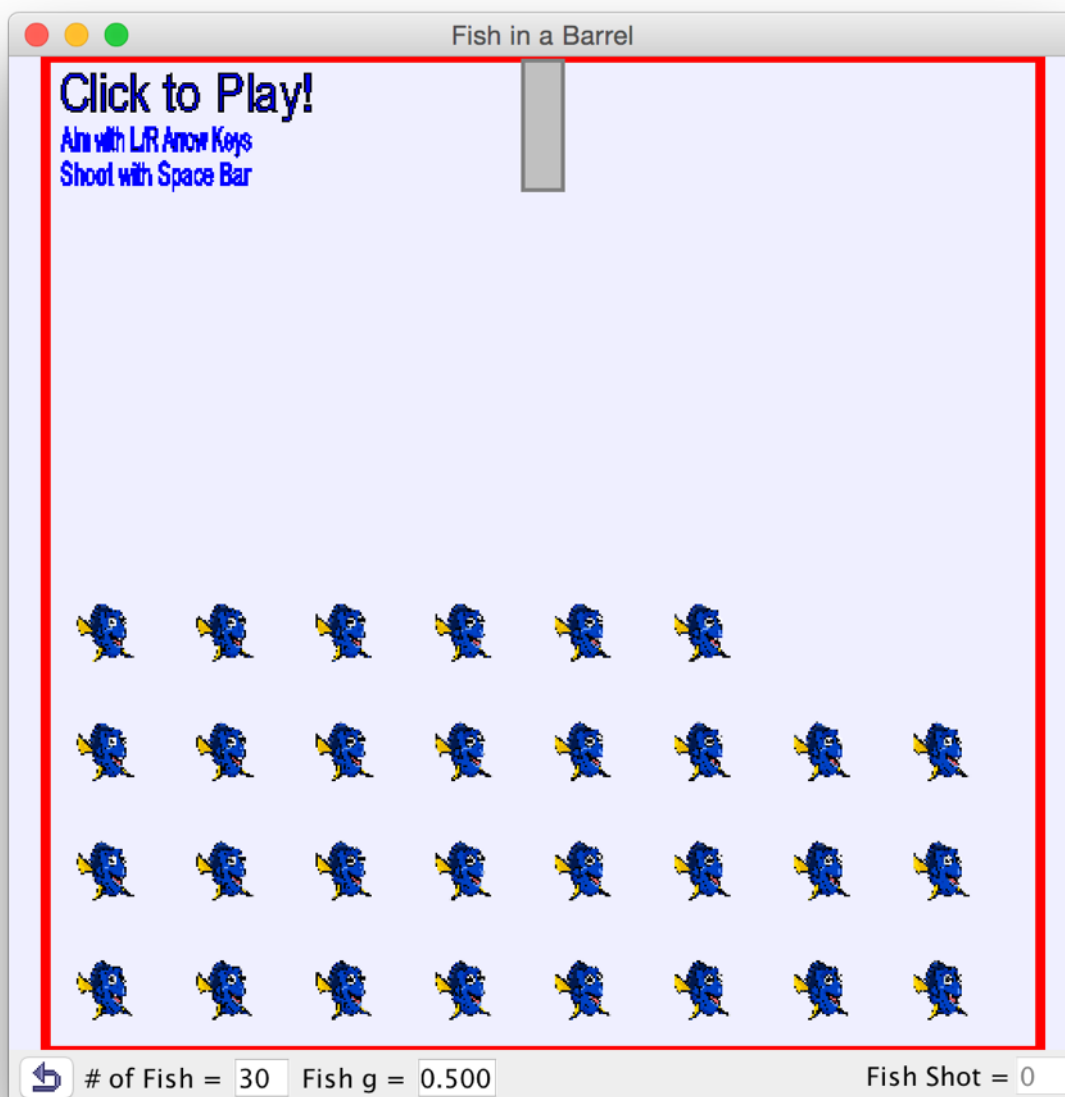 Fish in a Barrel
Click to Play!
Aim with L/R Arrow Keys
Shoot with Space Bar
# of Fish = 30 Fish g = 0.500 Fish Shot = 0